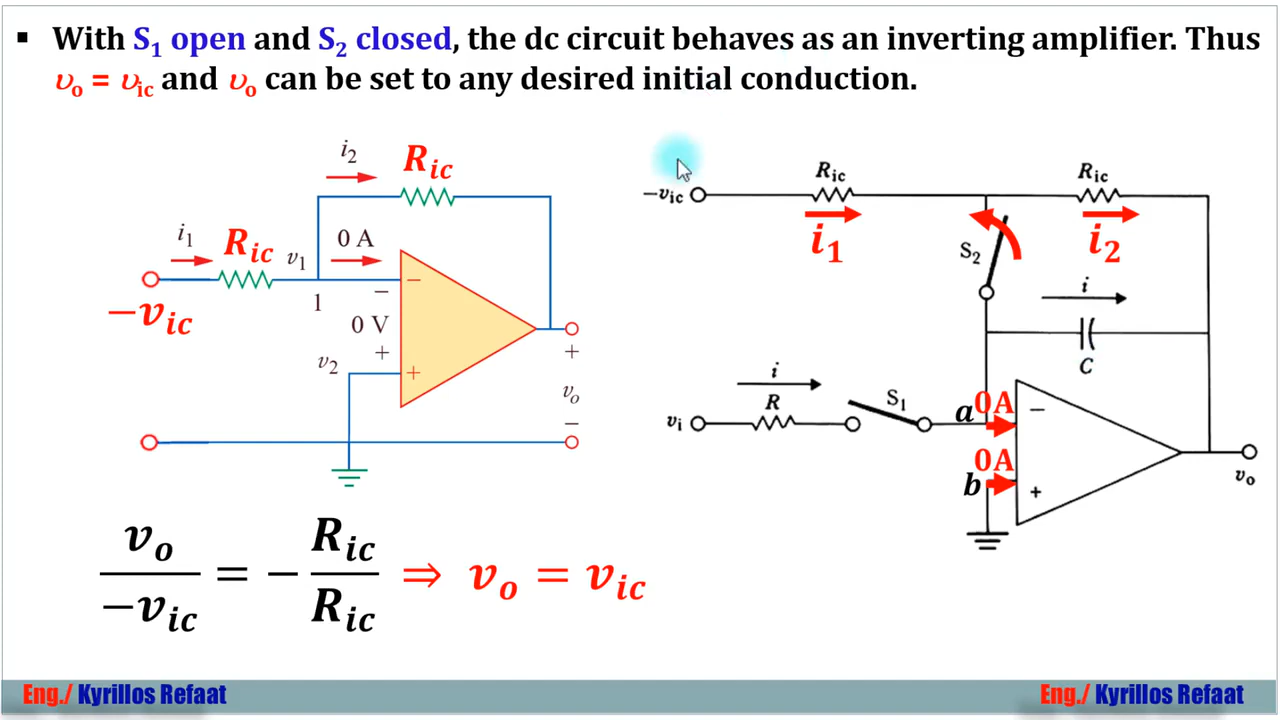 ▪ With S₁ open and S₂ closed, the dc circuit behaves as an inverting amplifier. Thus
υₒ = υic and υₒ can be set to any desired initial conduction.
i₂
Ric
i₁
Ric
v₁
0 A
−
1
−
0 V
+
−vic
v₂
+
+
vₒ
−
−vic
Ric
Ric
i₁
i₂
S₂
i
C
i
R
vi
S₁
a
0A
−
0A
b
+
vo
vₒ/−vic = − Ric/Ric ⇒ vₒ = vic
Eng./ Kyrillos Refaat
Eng./ Kyrillos Refaat